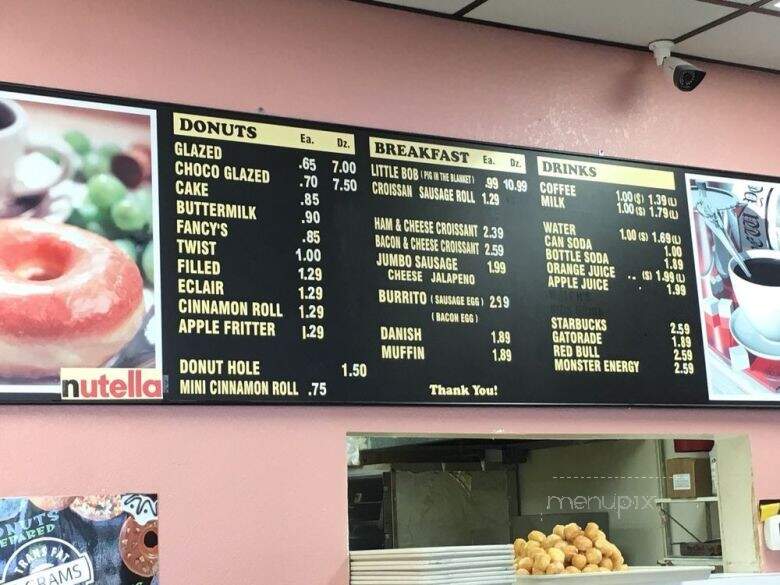 DONUTS Ea. Dz.
GLAZED .65 7.00
CHOCO GLAZED .70 7.50
CAKE .85
BUTTERMILK .90
FANCY'S .85
TWIST 1.00
FILLED 1.29
ECLAIR 1.29
CINNAMON ROLL 1.29
APPLE FRITTER 1.29
DONUT HOLE 1.50
MINI CINNAMON ROLL .75
BREAKFAST Ea. Dz.
LITTLE BOB (PIG IN THE BLANKET) .99 10.99
CROISSAN SAUSAGE ROLL 1.29
HAM & CHEESE CROISSANT 2.39
BACON & CHEESE CROISSANT 2.59
JUMBO SAUSAGE 1.99
CHEESE JALAPENO
BURRITO (SAUSAGE EGG) 2.99
(BACON EGG)
DANISH 1.89
MUFFIN 1.89
Thank You!
DRINKS
COFFEE 1.00 (S) 1.39 (L)
MILK 1.00 (S) 1.79 (L)
WATER 1.00 (S) 1.69 (L)
CAN SODA 1.00
BOTTLE SODA 1.89
ORANGE JUICE .. (S) 1.99 (L)
APPLE JUICE . 1.99
STARBUCKS 2.59
GATORADE 1.89
RED BULL 2.59
MONSTER ENERGY 2.59
nutella
menupix
TRANS FAT
GRAMS